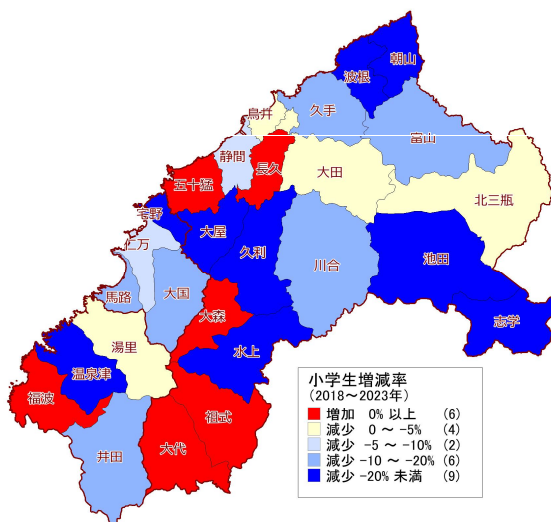 朝山
波根
鳥井
久手
富山
静間
長久
大田
五十猛
北三瓶
宅野
大屋
仁万
久利
川合
池田
馬路
大国
大森
志学
湯里
水上
温泉津
福波
祖式
井田
大代
小学生増減率
(2018～2023年)
増加 0% 以上 (6)
減少 0 ～ -5% (4)
減少 -5 ～ -10% (2)
減少 -10 ～ -20% (6)
減少 -20% 未満 (9)